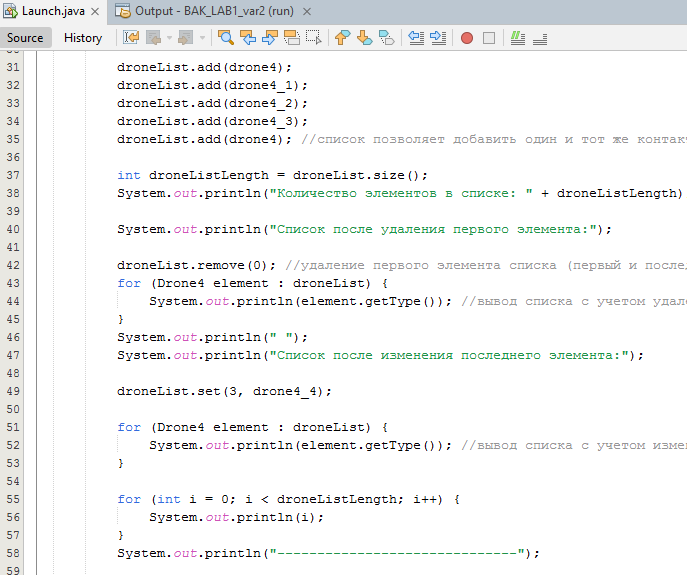 Launch.java × Output - BAK_LAB1_var2 (run) ×
Source History
31 droneList.add(drone4);
32 droneList.add(drone4_1);
33 droneList.add(drone4_2);
34 droneList.add(drone4_3);
35 droneList.add(drone4); //список позволяет добавить один и тот же
36
37 int droneListLength = droneList.size();
38 System.out.println("Количество элементов в списке: " + droneListLength)
39
40 System.out.println("Список после удаления первого элемента:");
41
42 droneList.remove(0); //удаление первого элемента списка (первый и
43 for (Drone4 element : droneList) {
44 System.out.println(element.getType()); //вывод списка с учетом
45 }
46 System.out.println(" ");
47 System.out.println("Список после изменения последнего элемента:");
48
49 droneList.set(3, drone4_4);
50
51 for (Drone4 element : droneList) {
52 System.out.println(element.getType()); //вывод списка с учетом
53 }
54
55 for (int i = 0; i < droneListLength; i++) {
56 System.out.println(i);
57 }
58 System.out.println("------------------------------");
59